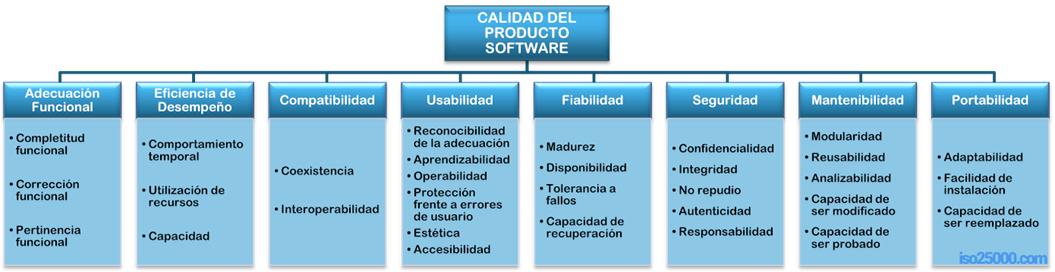 CALIDAD DEL
PRODUCTO
SOFTWARE
Adecuación
Funcional
• Completitud
funcional
• Corrección
funcional
• Pertinencia
funcional
Eficiencia de
Desempeño
• Comportamiento
temporal
• Utilización de
recursos
• Capacidad
Compatibilidad
• Coexistencia
• Interoperabilidad
Usabilidad
• Reconocibilidad
de la adecuación
• Aprendizabilidad
• Operabilidad
• Protección
frente a errores
de usuario
• Estética
• Accesibilidad
Fiabilidad
• Madurez
• Disponibilidad
• Tolerancia a
fallos
• Capacidad de
recuperación
Seguridad
• Confidencialidad
• Integridad
• No repudio
• Autenticidad
• Responsabilidad
Mantenibilidad
• Modularidad
• Reusabilidad
• Analizabilidad
• Capacidad de
ser modificado
• Capacidad de
ser probado
Portabilidad
• Adaptabilidad
• Facilidad de
instalación
• Capacidad de
ser reemplazado
iso25000.com